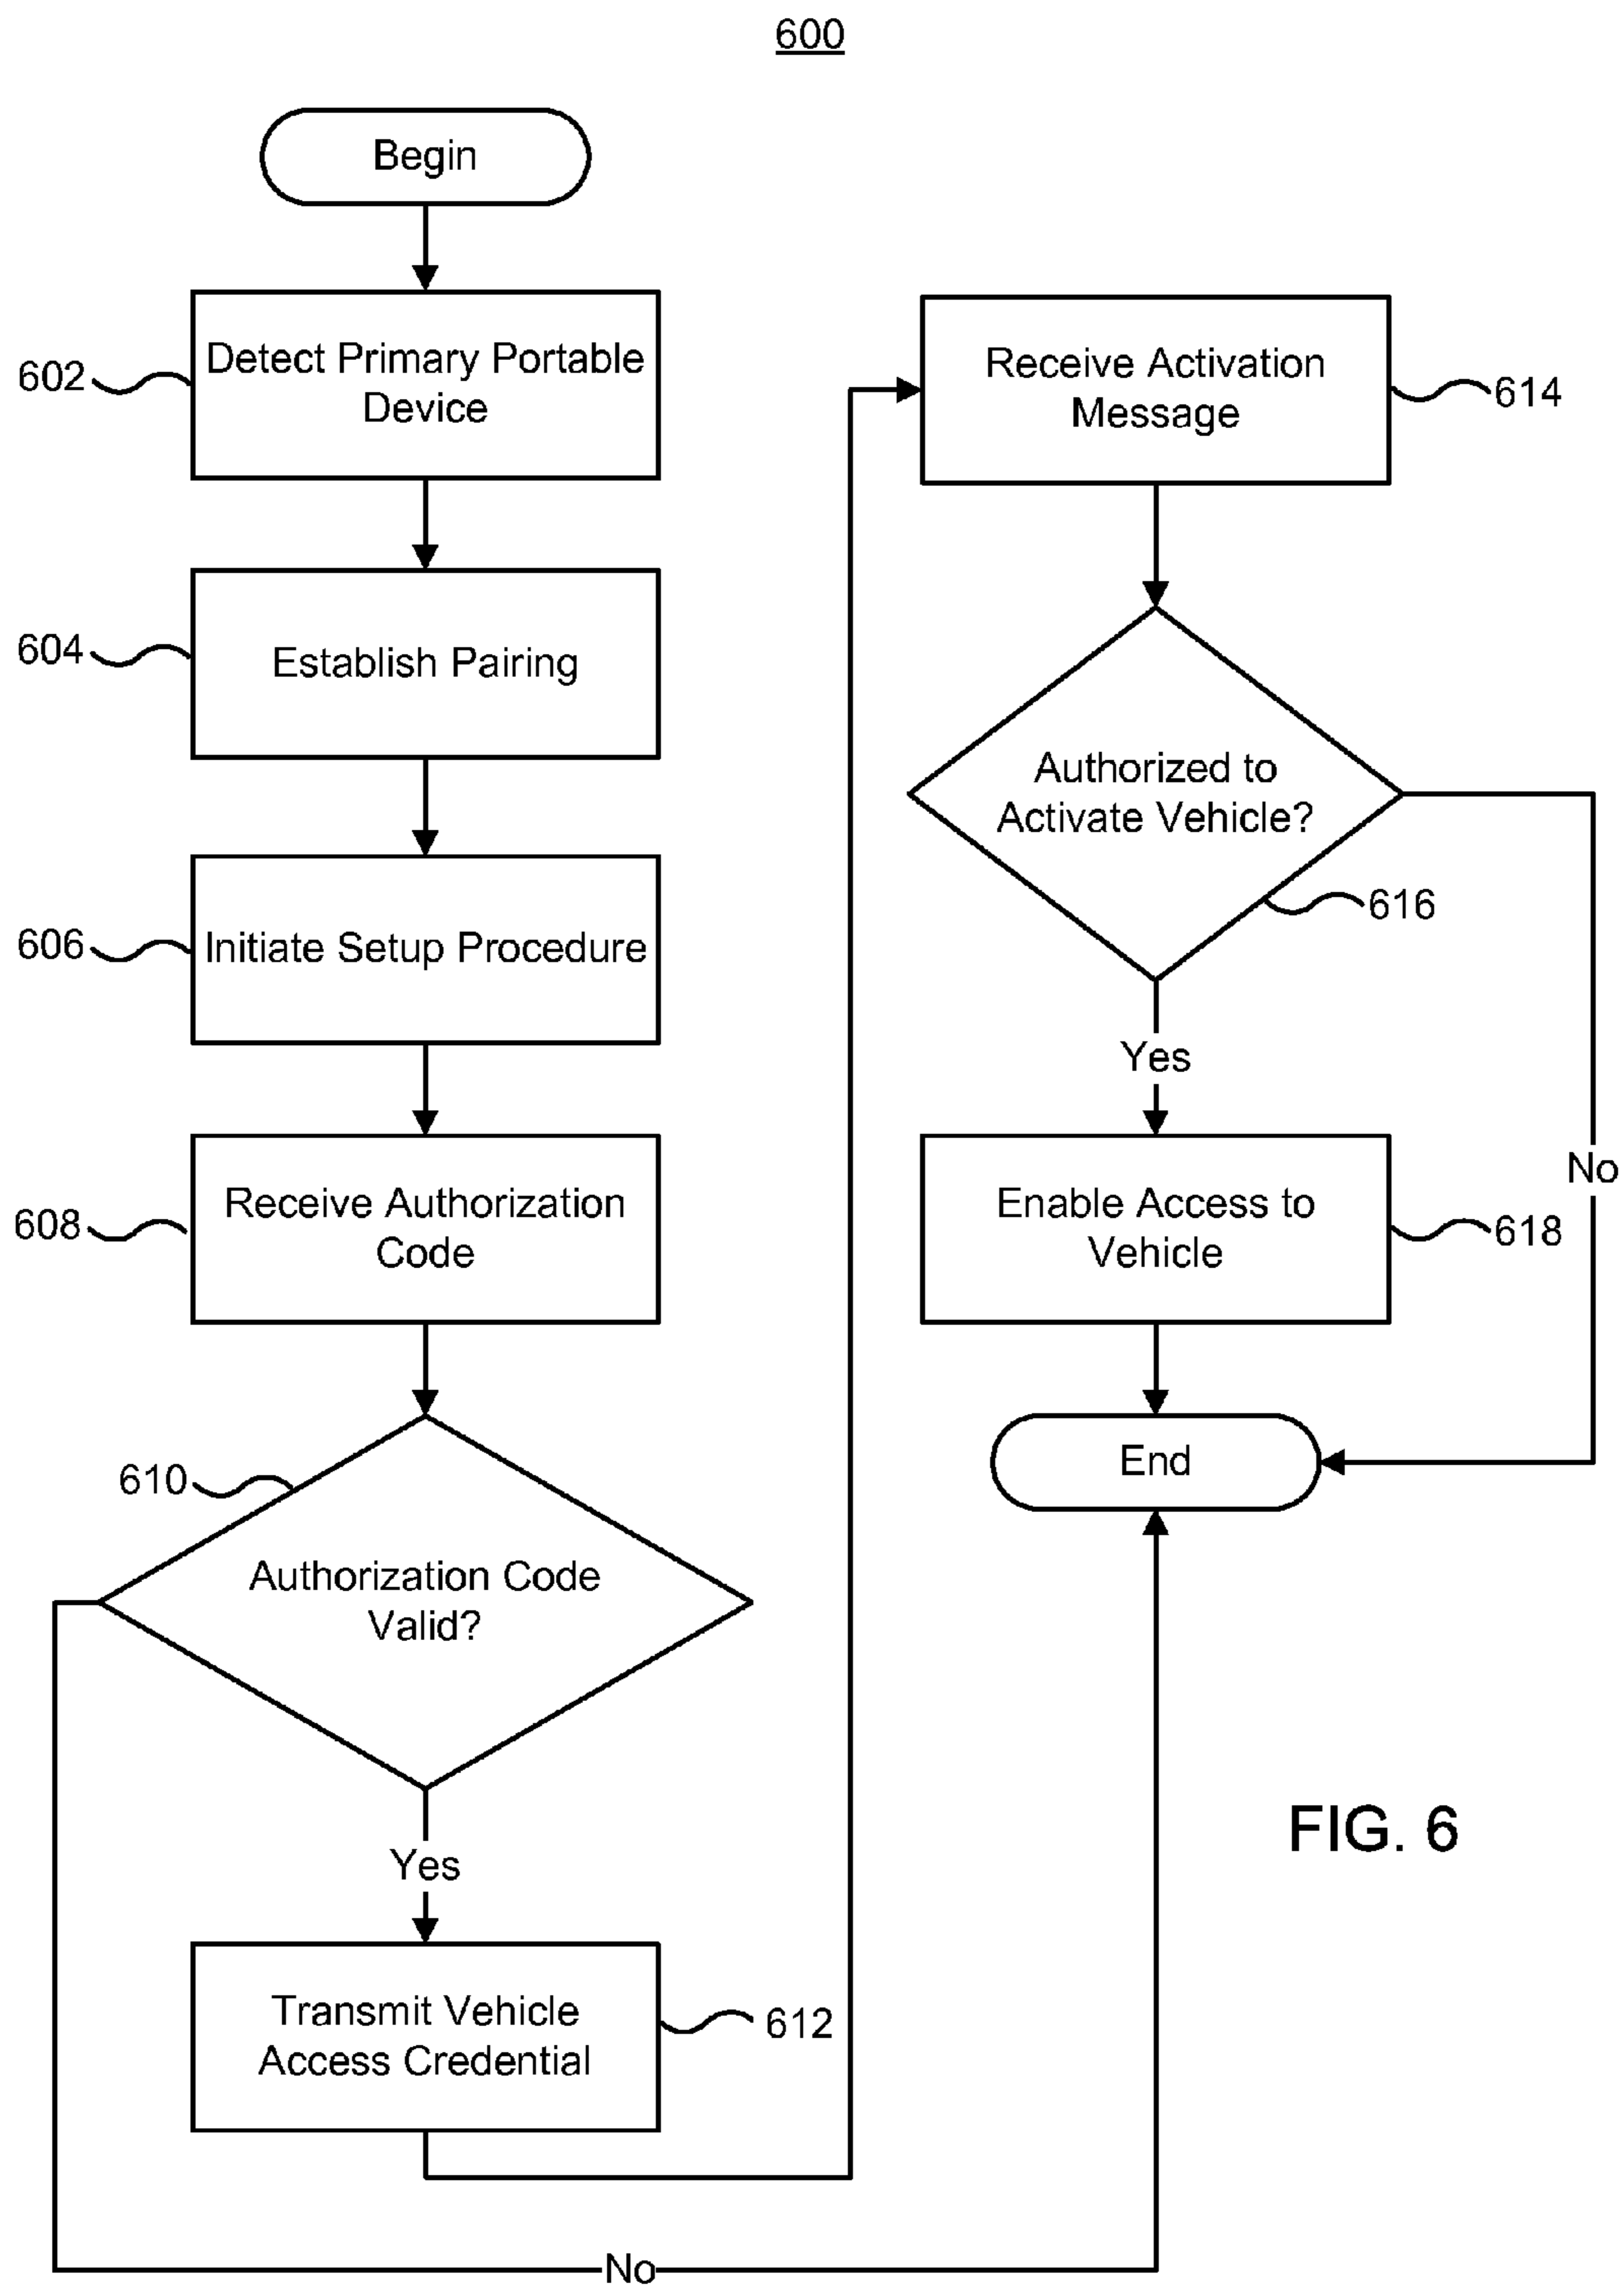 600
Begin
602
Detect Primary Portable
Device
604
Establish Pairing
606
Initiate Setup Procedure
608
Receive Authorization
Code
610
Authorization Code
Valid?
Yes
Transmit Vehicle
Access Credential
612
No
Receive Activation
Message
614
Authorized to
Activate Vehicle?
616
Yes
No
Enable Access to
Vehicle
618
End
FIG. 6